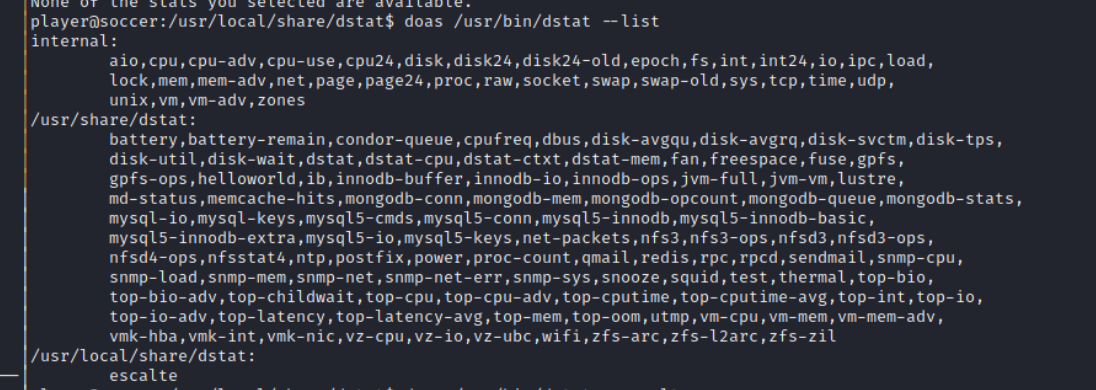 None of the stats you selected are available.
player@soccer:/usr/local/share/dstat$ doas /usr/bin/dstat --list
internal:
aio,cpu,cpu-adv,cpu-use,cpu24,disk,disk24,disk24-old,epoch,fs,int,int24,io,ipc,load,
lock,mem,mem-adv,net,page,page24,proc,raw,socket,swap,swap-old,sys,tcp,time,udp,
unix,vm,vm-adv,zones
/usr/share/dstat:
battery,battery-remain,condor-queue,cpufreq,dbus,disk-avgqu,disk-avgrq,disk-svctm,disk-tps,
disk-util,disk-wait,dstat,dstat-cpu,dstat-ctxt,dstat-mem,fan,freespace,fuse,gpfs,
gpfs-ops,helloworld,ib,innodb-buffer,innodb-io,innodb-ops,jvm-full,jvm-vm,lustre,
md-status,memcache-hits,mongodb-conn,mongodb-mem,mongodb-opcount,mongodb-queue,mongodb-stats,
mysql-io,mysql-keys,mysql5-cmds,mysql5-conn,mysql5-innodb,mysql5-innodb-basic,
mysql5-innodb-extra,mysql5-io,mysql5-keys,net-packets,nfs3,nfs3-ops,nfsd3,nfsd3-ops,
nfsd4-ops,nfsstat4,ntp,postfix,power,proc-count,qmail,redis,rpc,rpcd,sendmail,snmp-cpu,
snmp-load,snmp-mem,snmp-net,snmp-net-err,snmp-sys,snooze,squid,test,thermal,top-bio,
top-bio-adv,top-childwait,top-cpu,top-cpu-adv,top-cputime,top-cputime-avg,top-int,top-io,
top-io-adv,top-latency,top-latency-avg,top-mem,top-oom,utmp,vm-cpu,vm-mem,vm-mem-adv,
vmk-hba,vmk-int,vmk-nic,vz-cpu,vz-io,vz-ubc,wifi,zfs-arc,zfs-l2arc,zfs-zil
/usr/local/share/dstat:
escalte